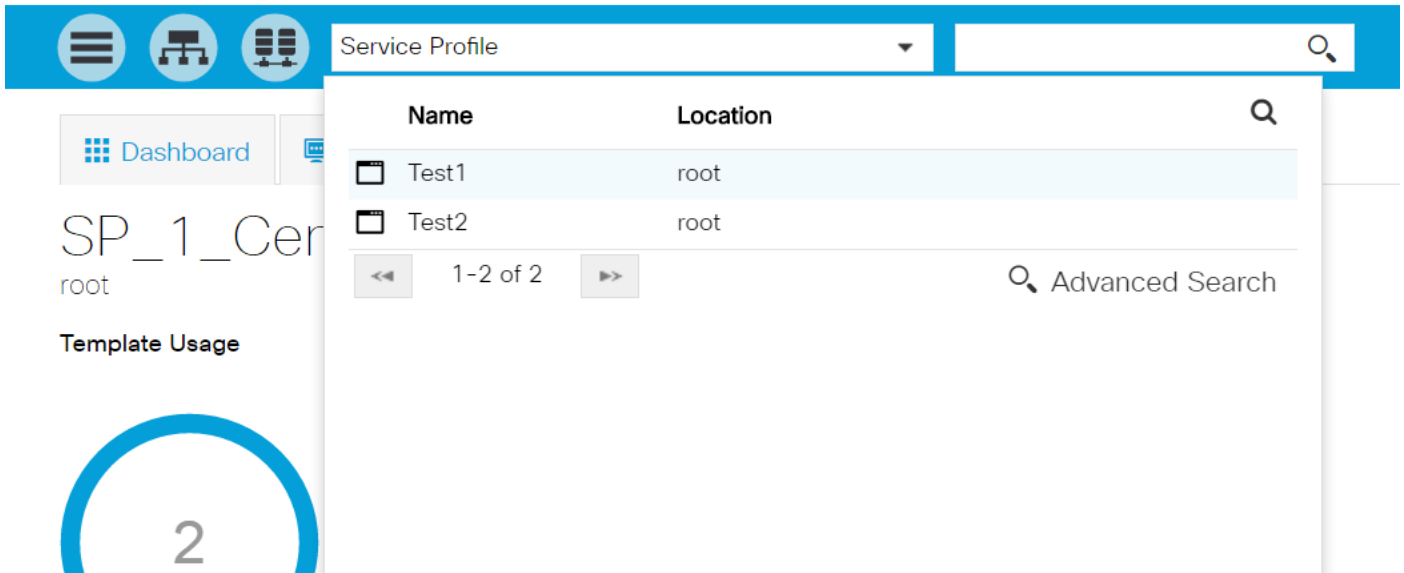 Service Profile
Name Location
Dashboard
Test1 root
Test2 root
SP_1_Cer
root
1-2 of 2
Advanced Search
Template Usage
2